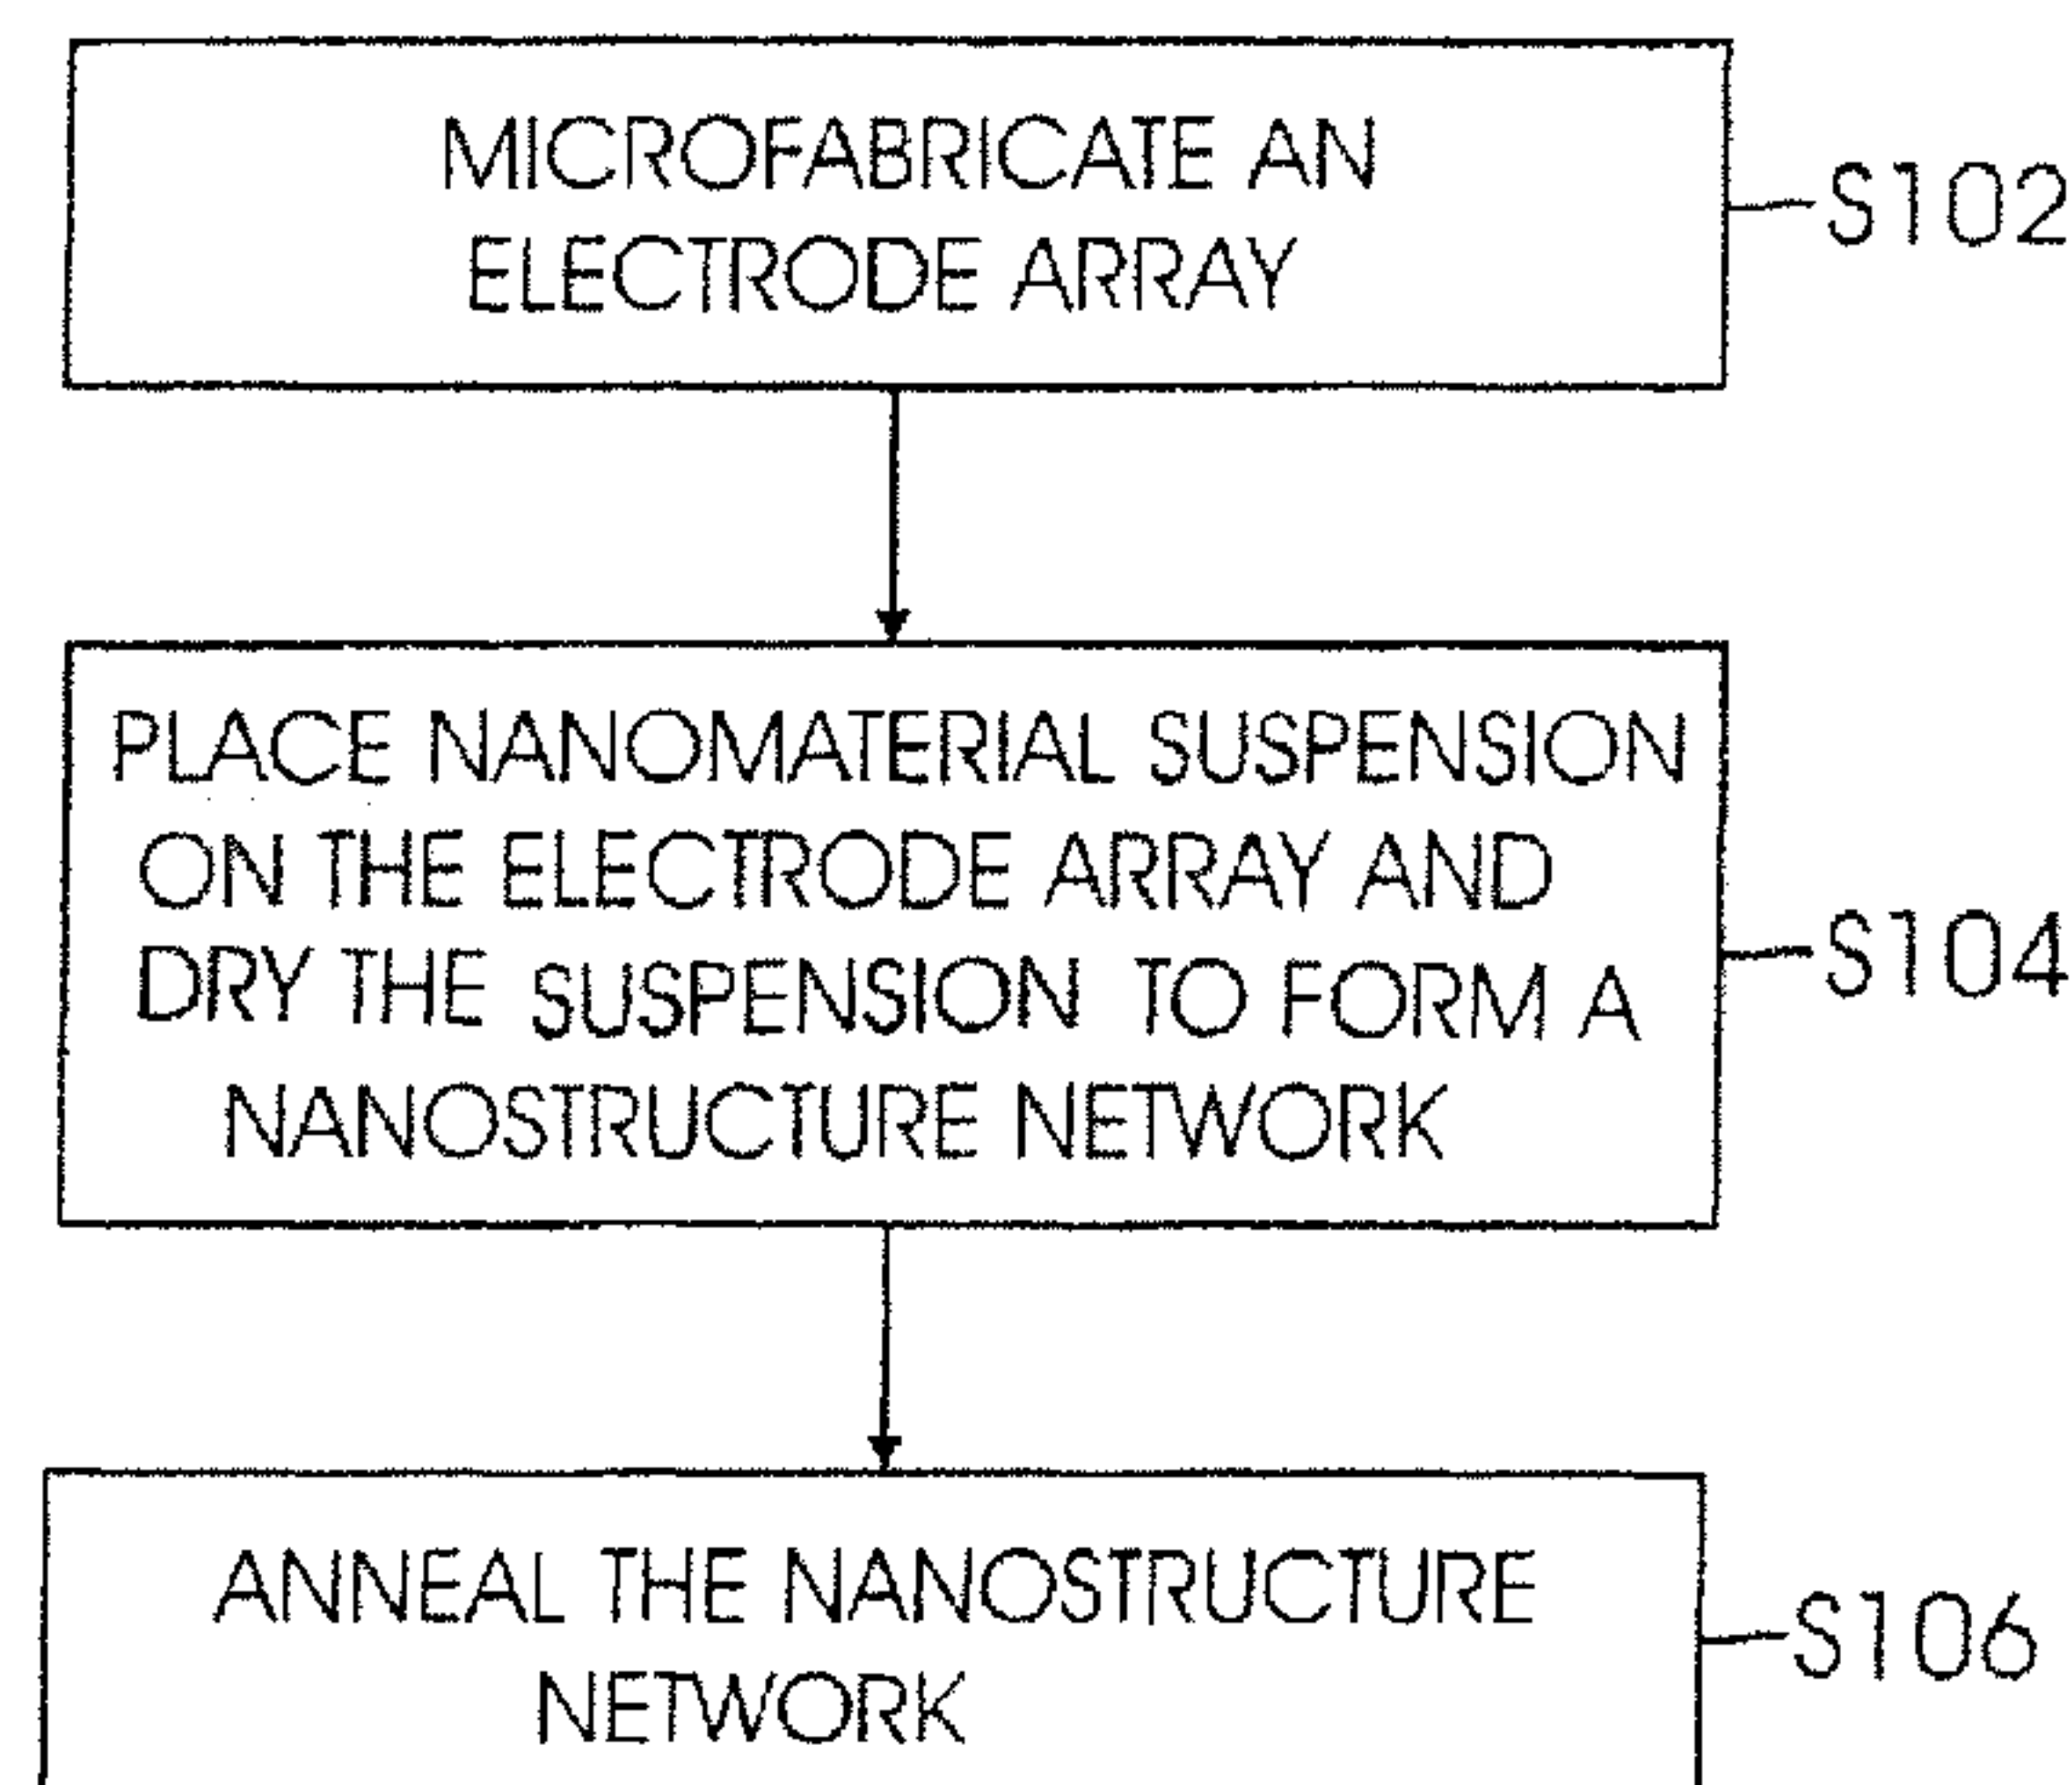 MICROFABRICATE AN
ELECTRODE ARRAY
S102
PLACE NANOMATERIAL SUSPENSION
ON THE ELECTRODE ARRAY AND
DRY THE SUSPENSION TO FORM A
NANOSTRUCTURE NETWORK
S104
ANNEAL THE NANOSTRUCTURE
NETWORK
S106